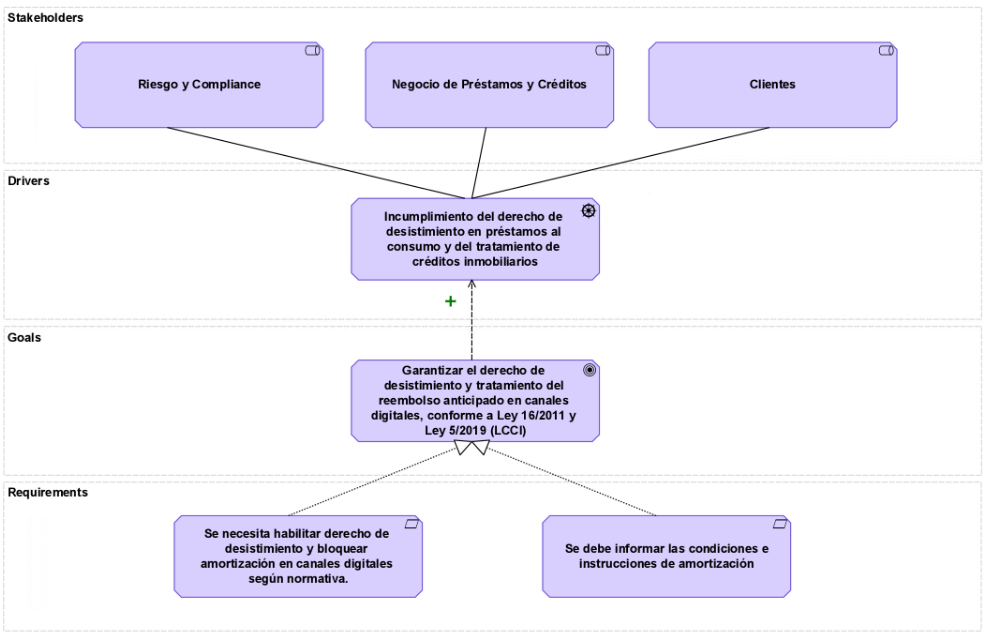 Stakeholders
Riesgo y Compliance
Negocio de Préstamos y Créditos
Clientes
Drivers
Incumplimiento del derecho de
desistimiento en préstamos al
consumo y del tratamiento de
créditos inmobiliarios
+
Goals
Garantizar el derecho de
desistimiento y tratamiento del
reembolso anticipado en canales
digitales, conforme a Ley 16/2011 y
Ley 5/2019 (LCCI)
Requirements
Se necesita habilitar derecho de
desistimiento y bloquear
amortización en canales digitales
según normativa.
Se debe informar las condiciones e
instrucciones de amortización